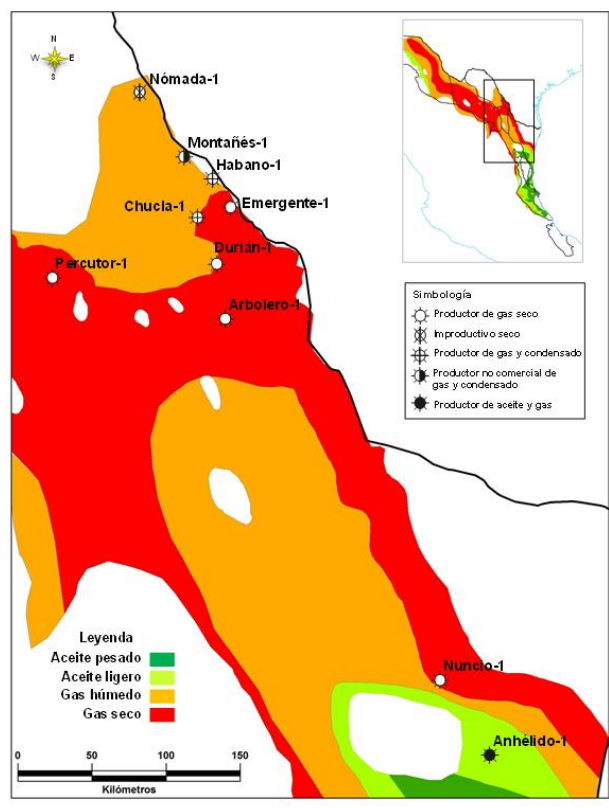 N
W E
S
Nómada-1
Montañés-1
Habano-1
Chucla-1
Emergente-1
Durián-1
Percutor-1
Arbolero-1
Simbología
Productor de gas seco
Improductivo seco
Productor de gas y condensado
Productor no comercial de
gas y condensado
Productor de aceite y gas
Leyenda
Aceite pesado
Aceite ligero
Gas húmedo
Gas seco
Nuncio-1
Anhélido-1
0 50 100 150
Kilómetros